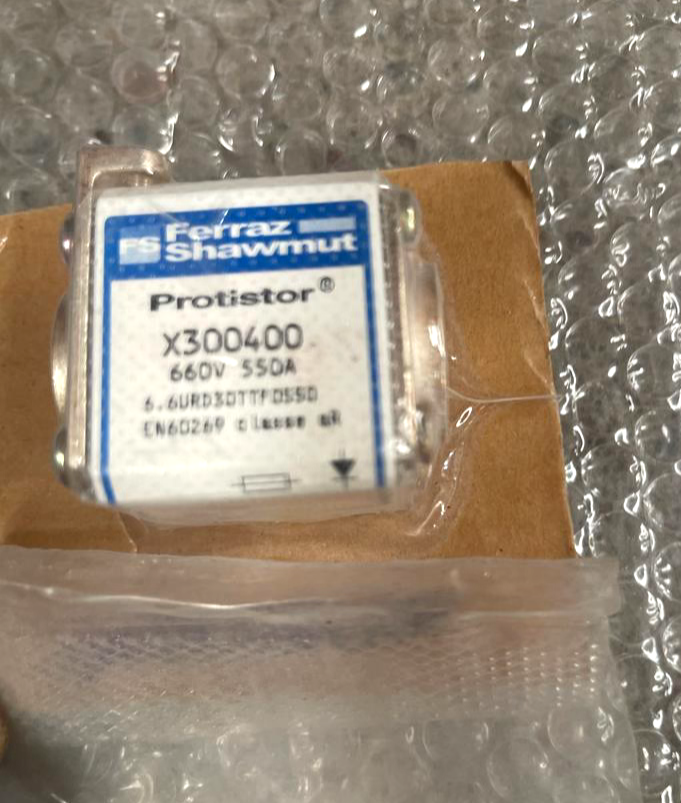 FS Ferraz
Shawmut
Protistor®
X300400
660V 550A
6.6URD30TTF0550
EN60269 classe aR